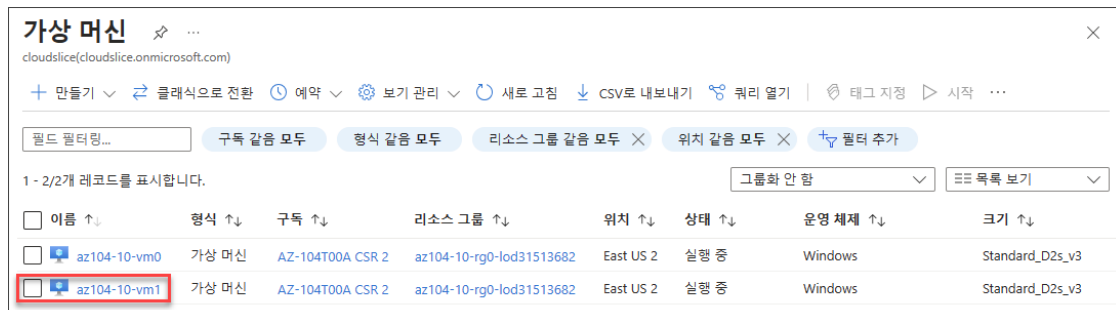 가상 머신 ...
cloudslice(cloudslice.onmicrosoft.com)
만들기 클래식으로 전환 예약 보기 관리 새로 고침 CSV로 내보내기 쿼리 열기 태그 지정 시작 ...
필드 필터링... 구독 같음 모두 형식 같음 모두 리소스 그룹 같음 모두 위치 같음 모두 필터 추가
1 - 2/2개 레코드를 표시합니다. 그룹화 안 함 목록 보기
이름 형식 구독 리소스 그룹 위치 상태 운영 체제 크기
az104-10-vm0 가상 머신 AZ-104T00A CSR 2 az104-10-rg0-lod31513682 East US 2 실행 중 Windows Standard_D2s_v3
az104-10-vm1 가상 머신 AZ-104T00A CSR 2 az104-10-rg0-lod31513682 East US 2 실행 중 Windows Standard_D2s_v3